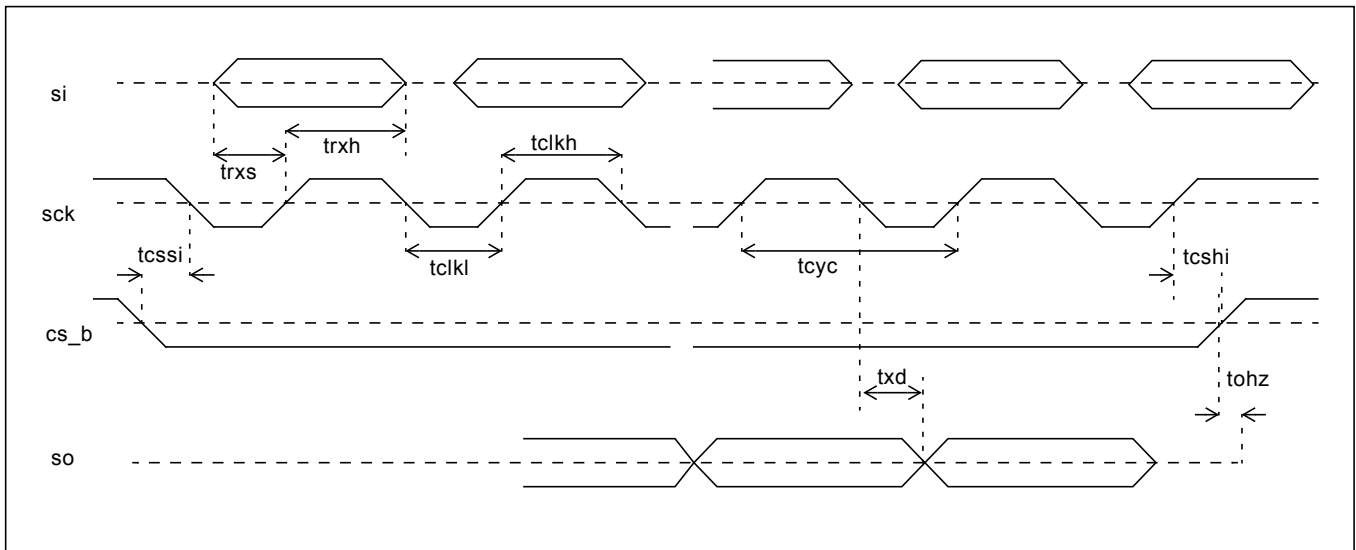 si
trxh
tclkh
trxs
sck
tcssi
tclkl
tcyc
tcshi
cs_b
txd
tohz
so